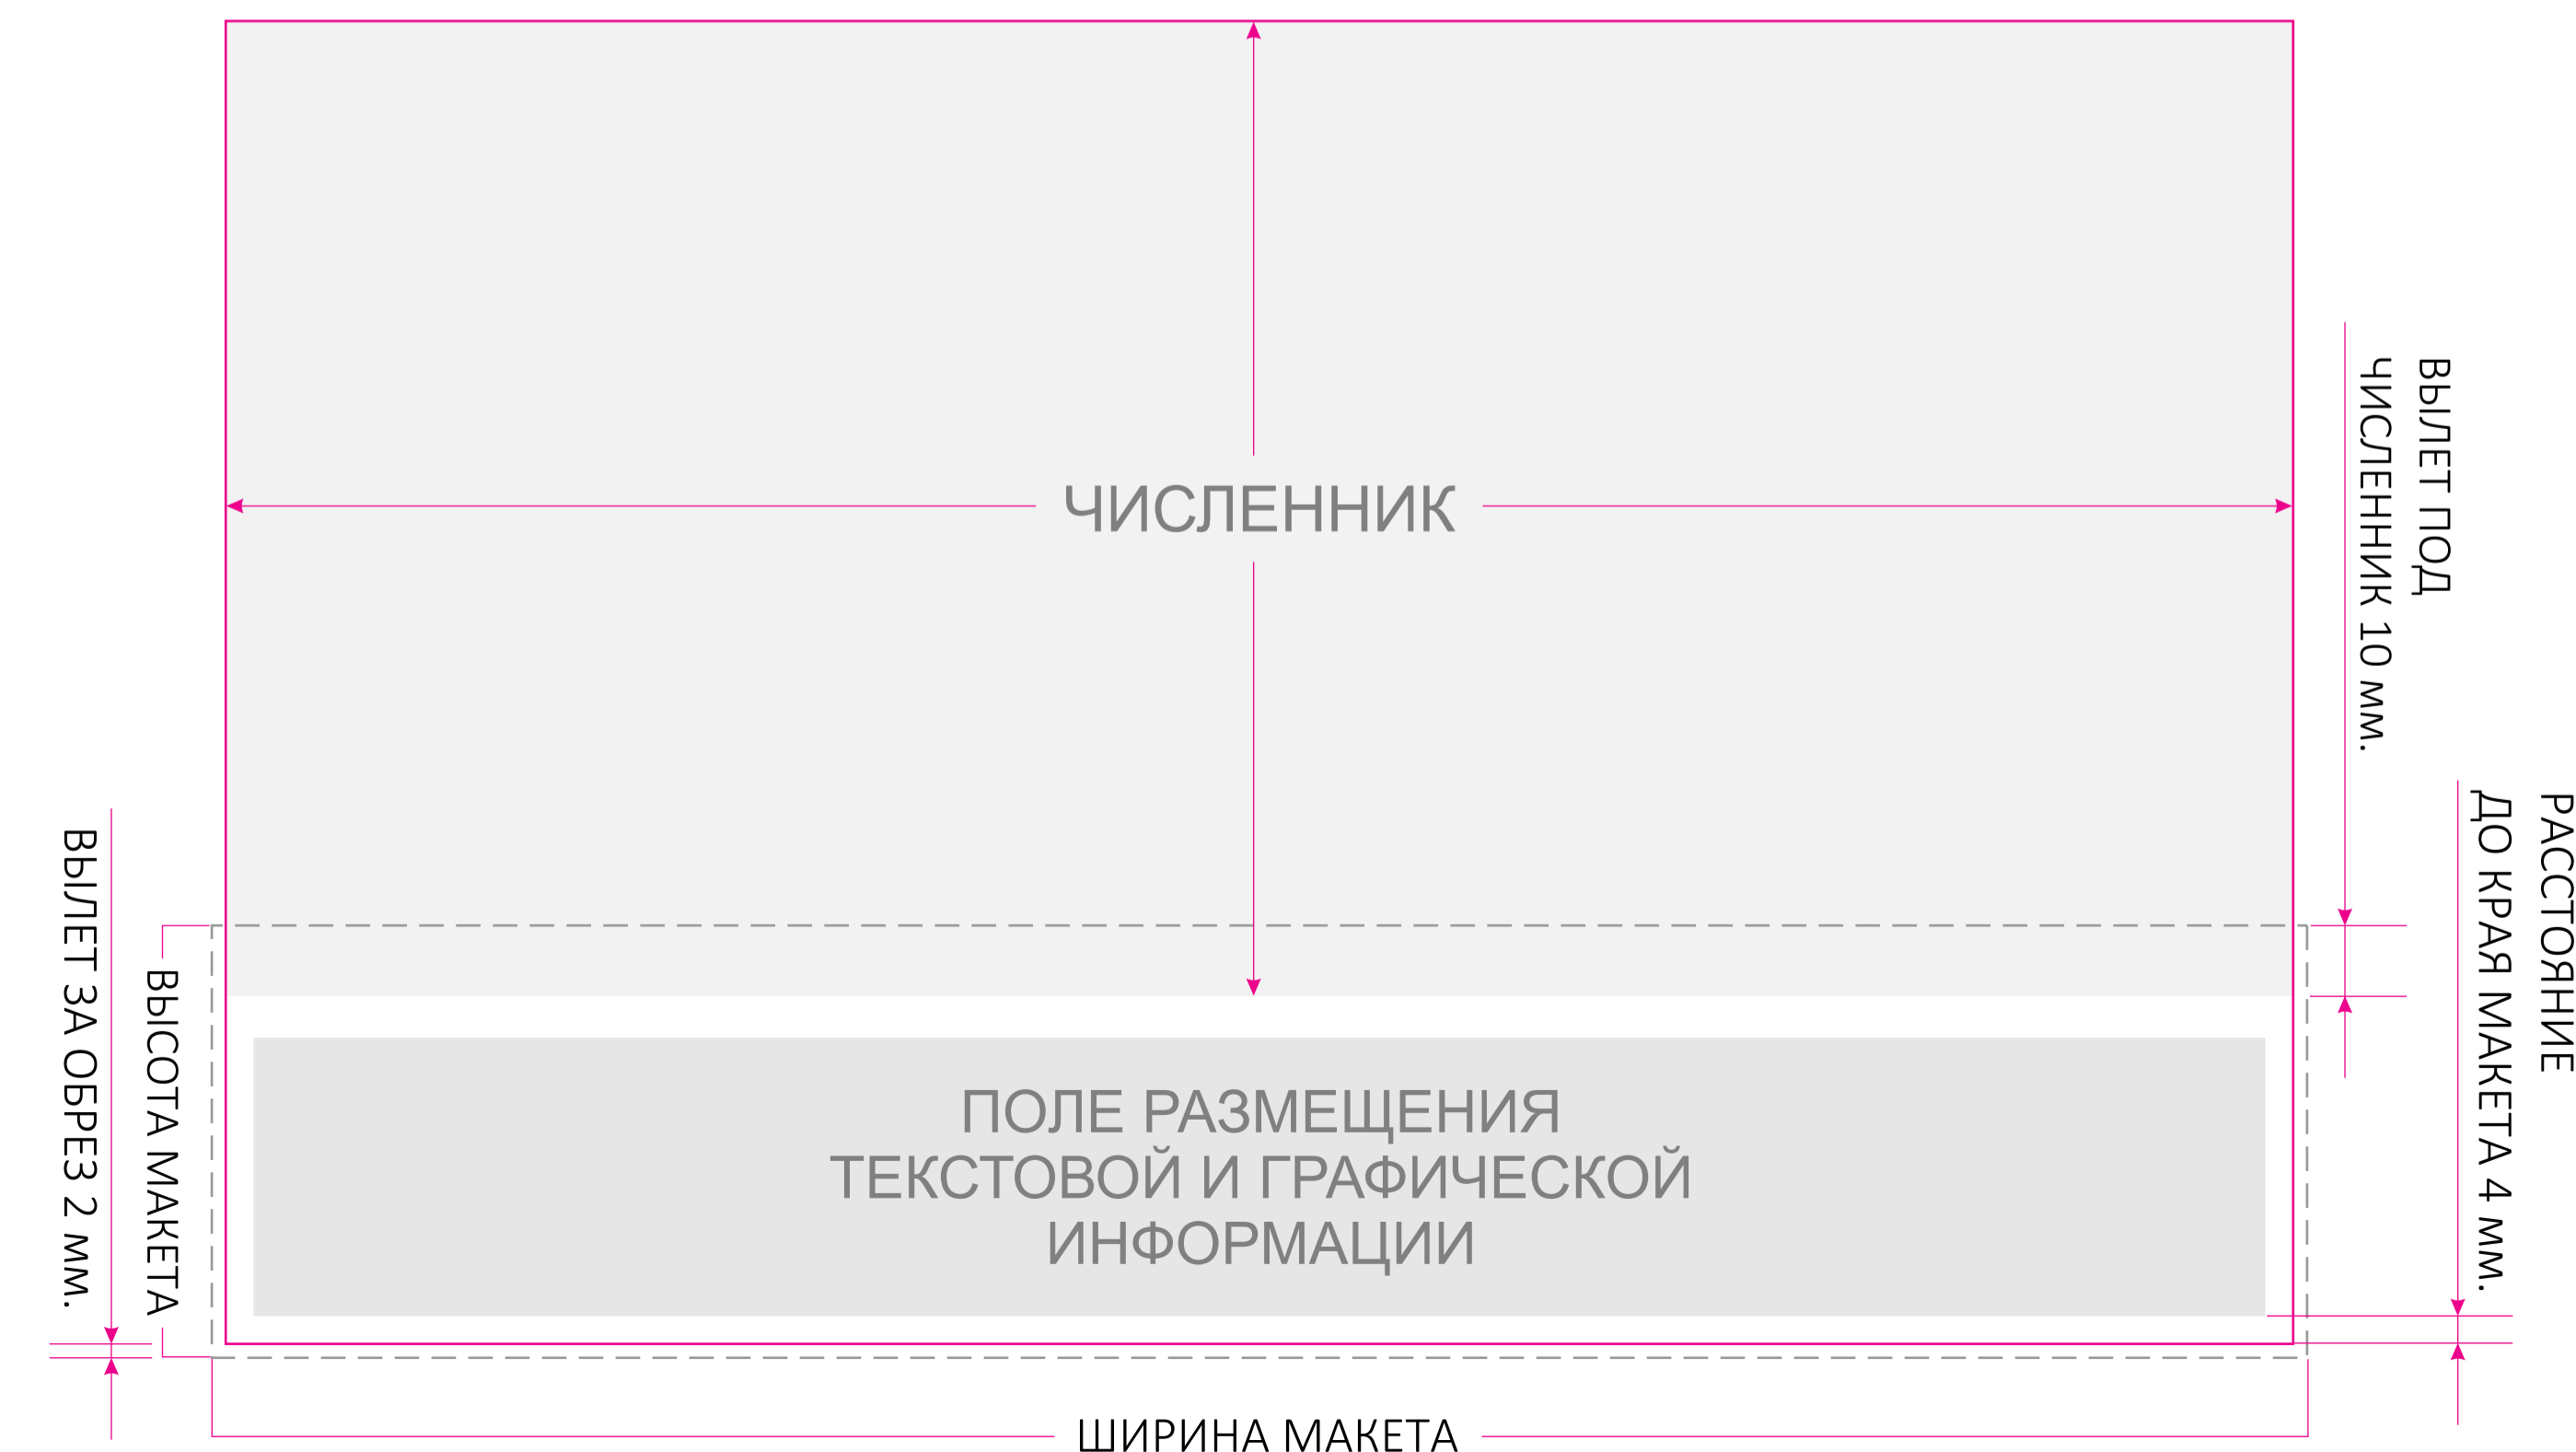 ЧИСЛЕННИК
ВЫЛЕТ ПОД
ЧИСЛЕННИК 10 мм.
РАССТОЯНИЕ
ДО КРАЯ МАКЕТА 4 мм.
ВЫЛЕТ ЗА ОБРЕЗ 2 мм.
ВЫСОТА МАКЕТА
ПОЛЕ РАЗМЕЩЕНИЯ
ТЕКСТОВОЙ И ГРАФИЧЕСКОЙ
ИНФОРМАЦИИ
ШИРИНА МАКЕТА